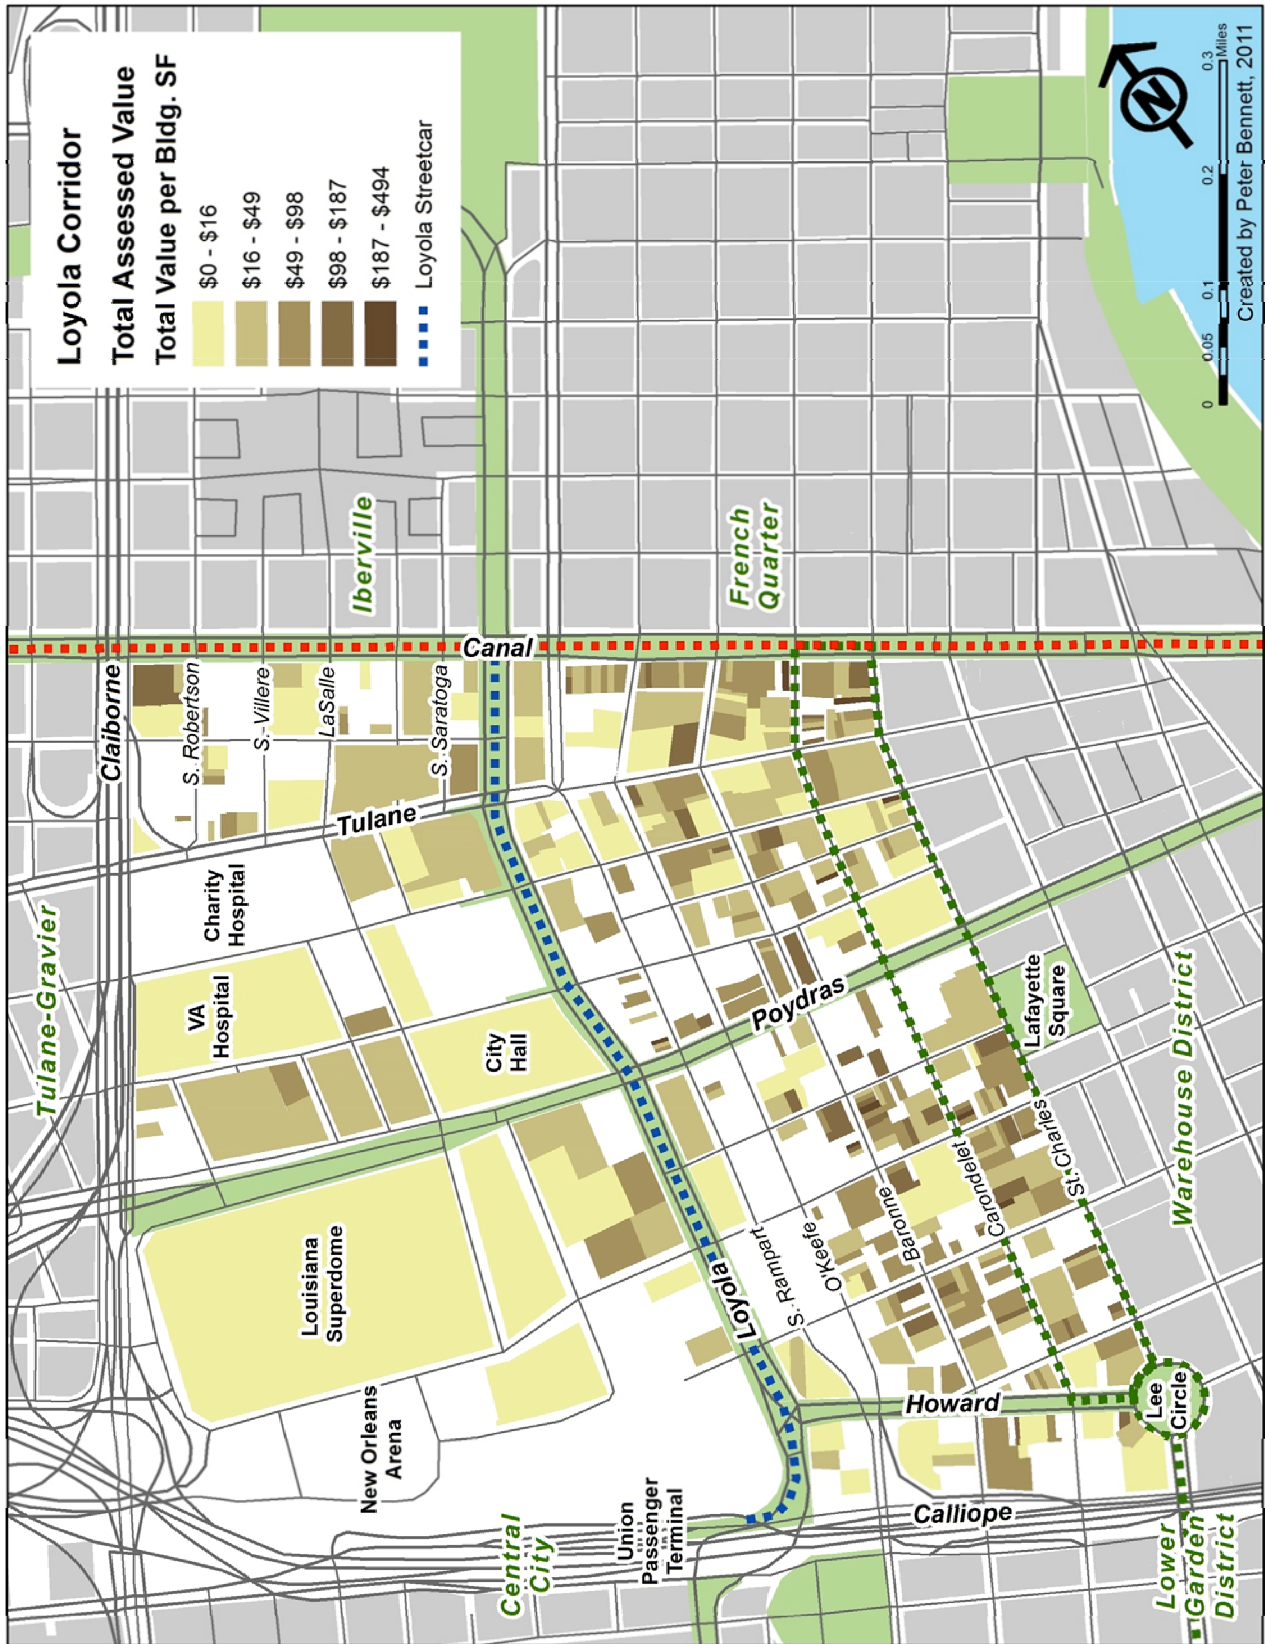 Loyola Corridor
Total Assessed Value
Total Value per Bldg. SF
$0 - $16
$16 - $49
$49 - $98
$98 - $187
$187 - $494
Loyola Streetcar
Tulane-Gravier
Claiborne
S. Robertson
S. Villere
LaSalle
S. Saratoga
Iberville
Canal
French
Quarter
Tulane
Charity
Hospital
VA
Hospital
City
Hall
Poydras
Louisiana
Superdome
New Orleans
Arena
Central
City
Union
Passenger
Terminal
Loyola
S. Rampart
O'Keefe
Baronne
Carondelet
St. Charles
Lafayette
Square
Warehouse District
Howard
Lee
Circle
Calliope
Lower
Garden
District
N
0
0.05
0.1
0.2
0.3
Miles
Created by Peter Bennett, 2011